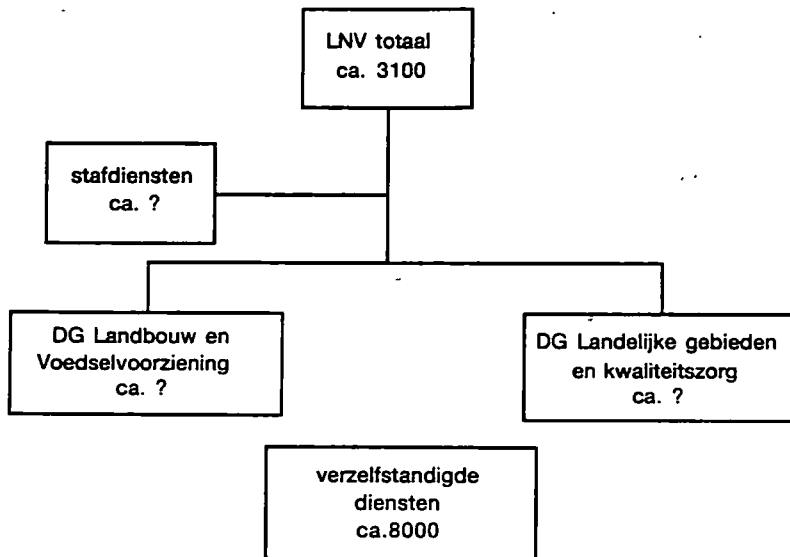 LNV totaal
ca. 3100
stafdiensten
ca. ?
DG Landbouw en
Voedselvoorziening
ca. ?
DG Landelijke gebieden
en kwaliteitszorg
ca. ?
verzelfstandigde
diensten
ca.8000